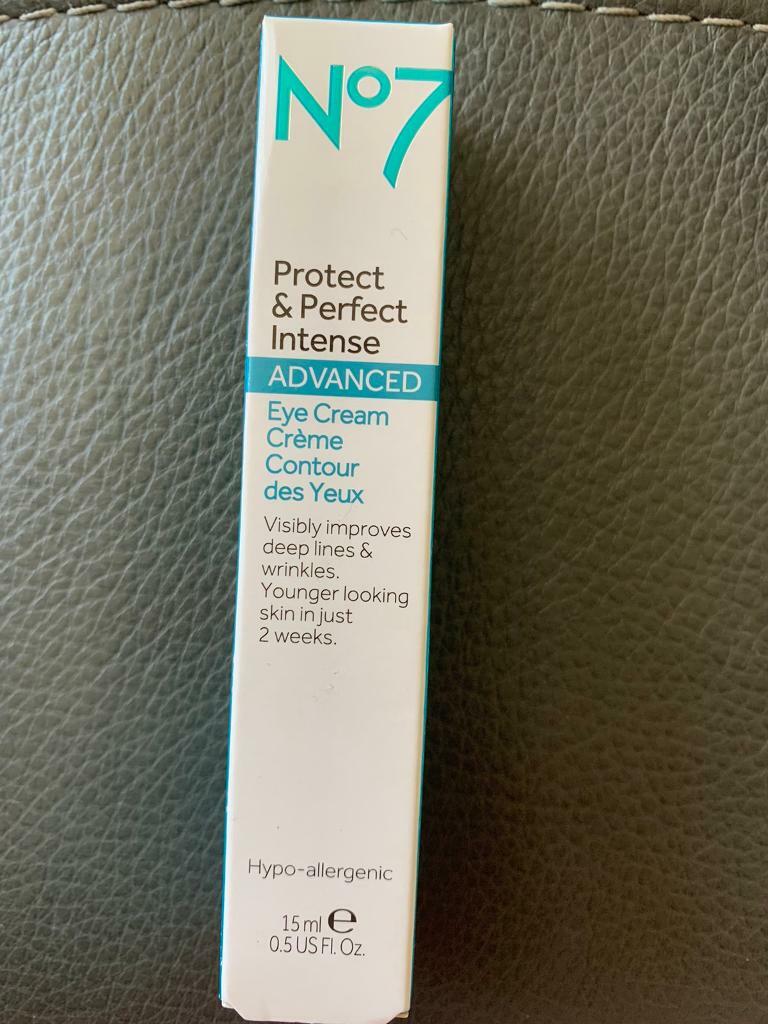 Nº7
Protect
& Perfect
Intense
ADVANCED
Eye Cream
Crème
Contour
des Yeux
Visibly improves
deep lines &
wrinkles.
Younger looking
skin in just
2 weeks.
Hypo-allergenic
15 ml ℮
0.5 US Fl. Oz.